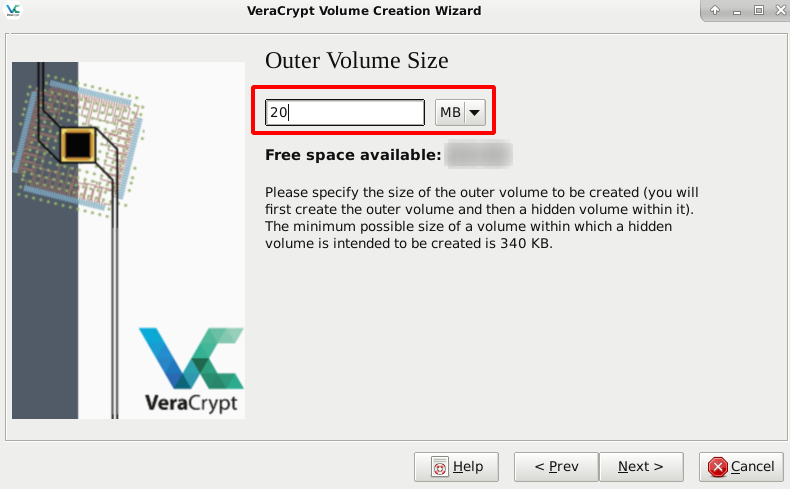 VeraCrypt Volume Creation Wizard
Outer Volume Size
20 MB
Free space available:
Please specify the size of the outer volume to be created (you will
first create the outer volume and then a hidden volume within it).
The minimum possible size of a volume within which a hidden
volume is intended to be created is 340 KB.
VeraCrypt
Help < Prev Next > Cancel